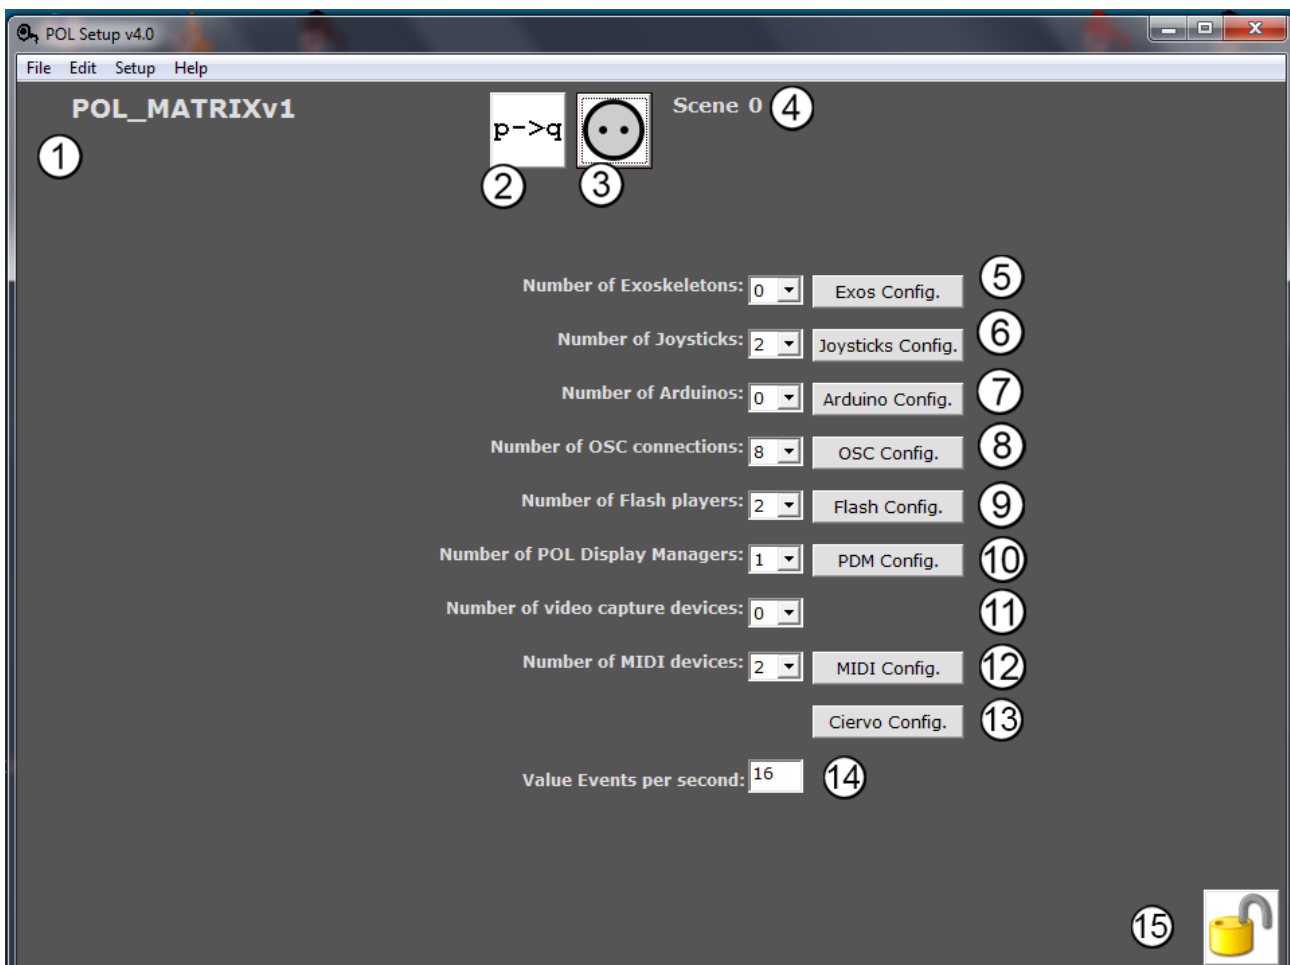 POL Setup v4.0
File Edit Setup Help
POL_MATRIXv1
p->q
Scene 0 4
1
2
3
Number of Exoskeletons: 0 Exos Config. 5
Number of Joysticks: 2 Joysticks Config. 6
Number of Arduinos: 0 Arduino Config. 7
Number of OSC connections: 8 OSC Config. 8
Number of Flash players: 2 Flash Config. 9
Number of POL Display Managers: 1 PDM Config. 10
Number of video capture devices: 0 11
Number of MIDI devices: 2 MIDI Config. 12
Ciervo Config. 13
Value Events per second: 16 14
15